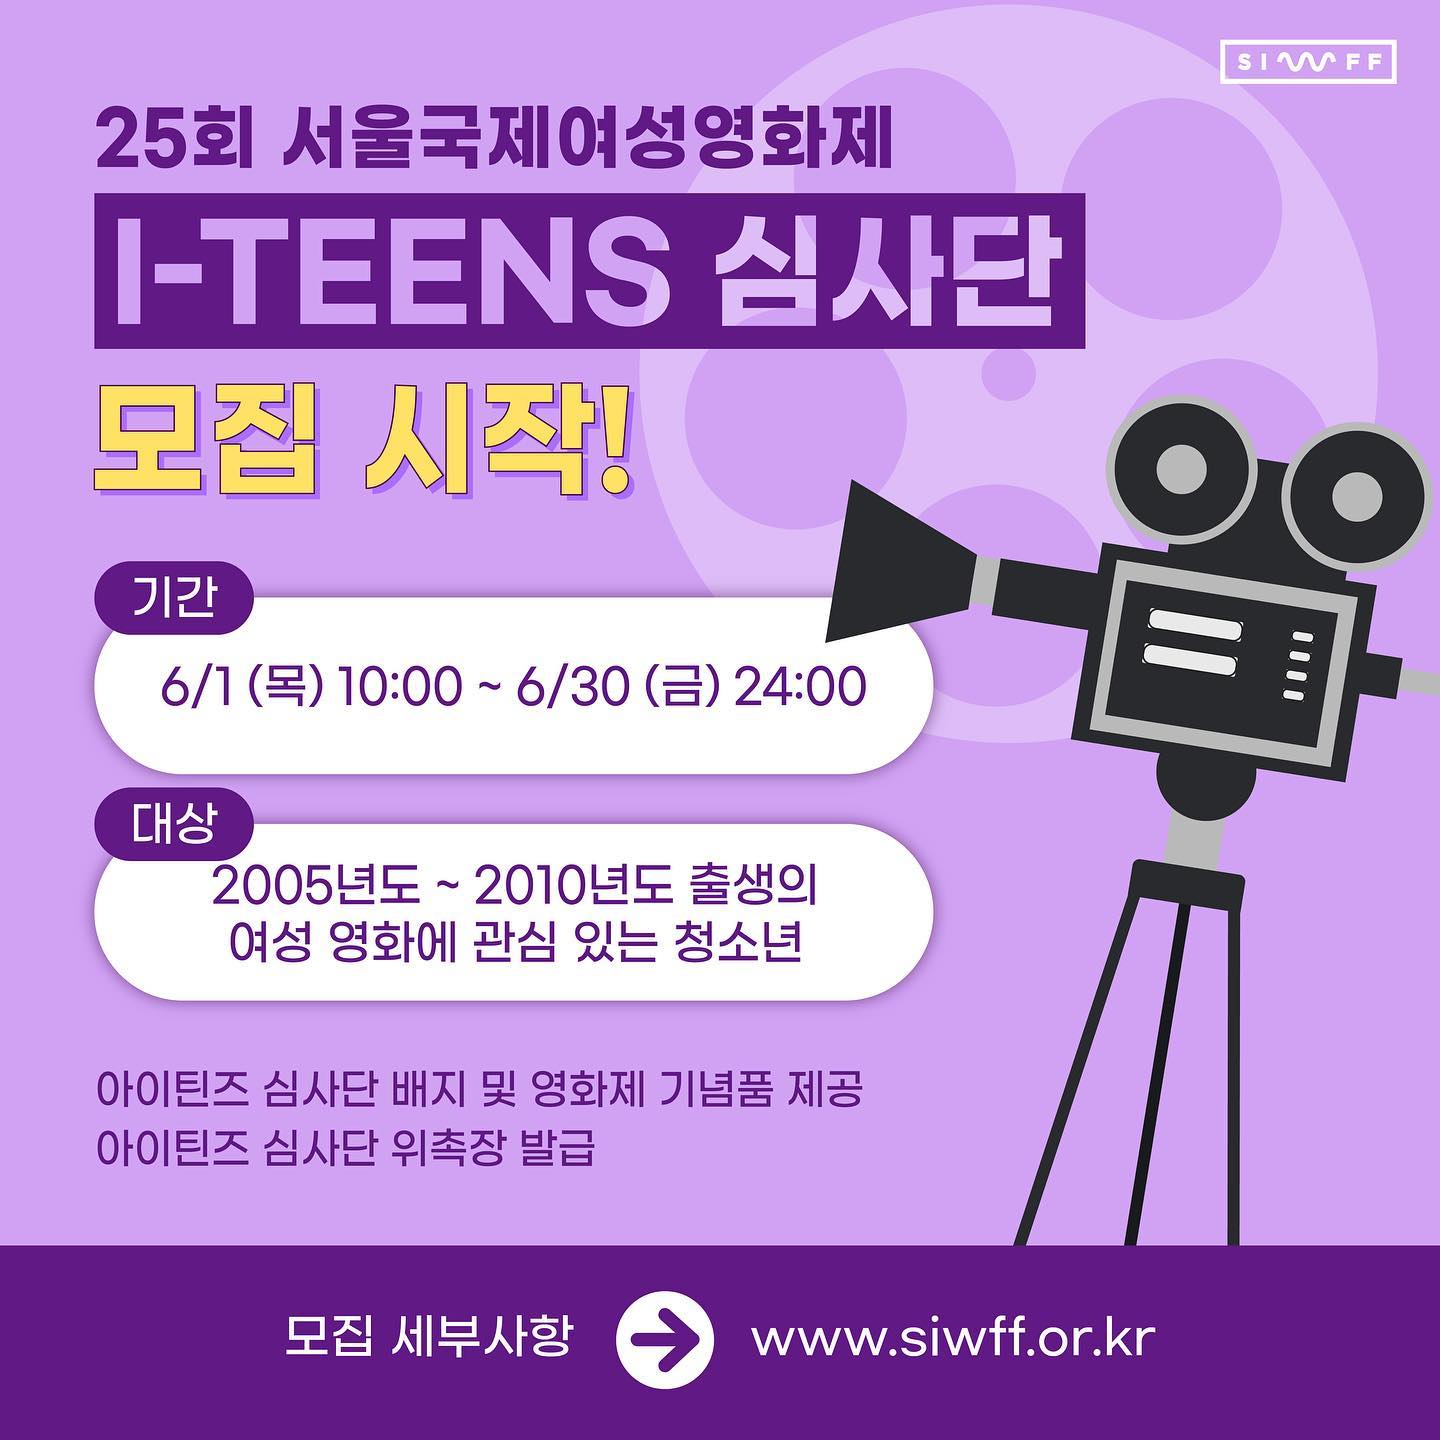 SIWFF
25회 서울국제여성영화제
I-TEENS 심사단
모집 시작!
기간
6/1 (목) 10:00 ~ 6/30 (금) 24:00
대상
2005년도 ~ 2010년도 출생의
여성 영화에 관심 있는 청소년
아이틴즈 심사단 배지 및 영화제 기념품 제공
아이틴즈 심사단 위촉장 발급
모집 세부사항 www.siwff.or.kr